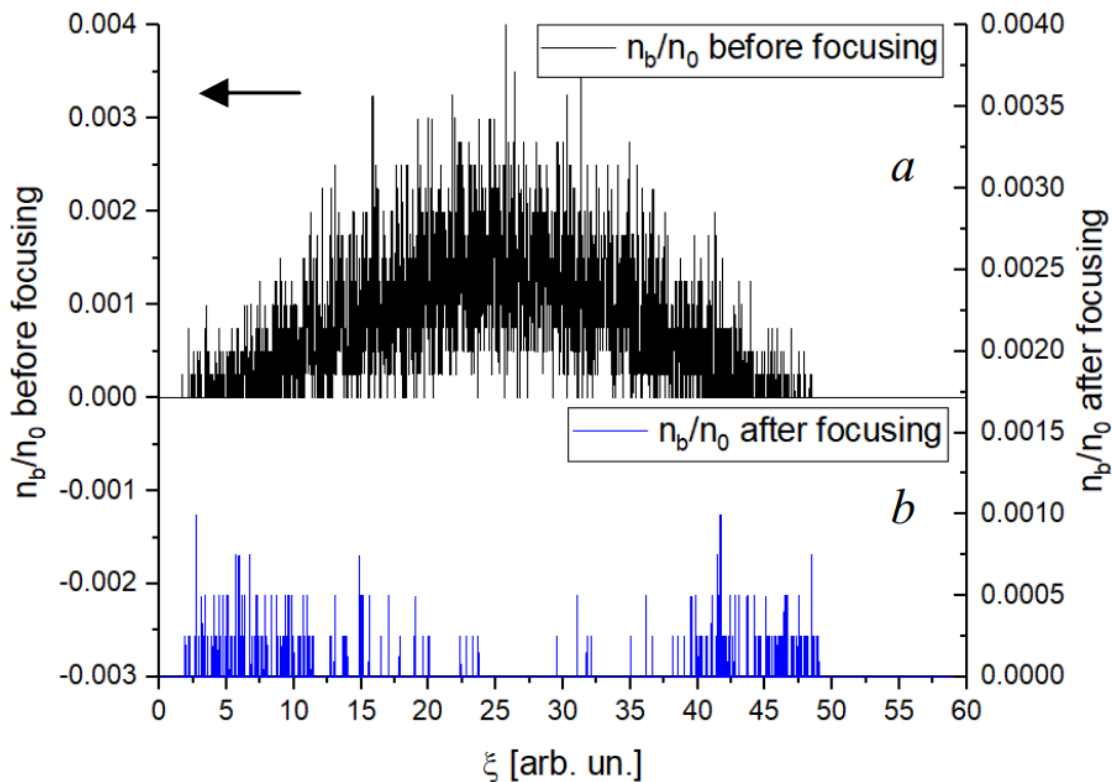 n_b/n_0 before focusing
0.004
0.003
0.002
0.001
0.000
-0.001
-0.002
-0.003
n_b/n_0 before focusing
a
n_b/n_0 after focusing
b
0.0040
0.0035
0.0030
0.0025
0.0020
0.0015
0.0010
0.0005
0.0000
n_b/n_0 after focusing
0 5 10 15 20 25 30 35 40 45 50 55 60
ξ [arb. un.]